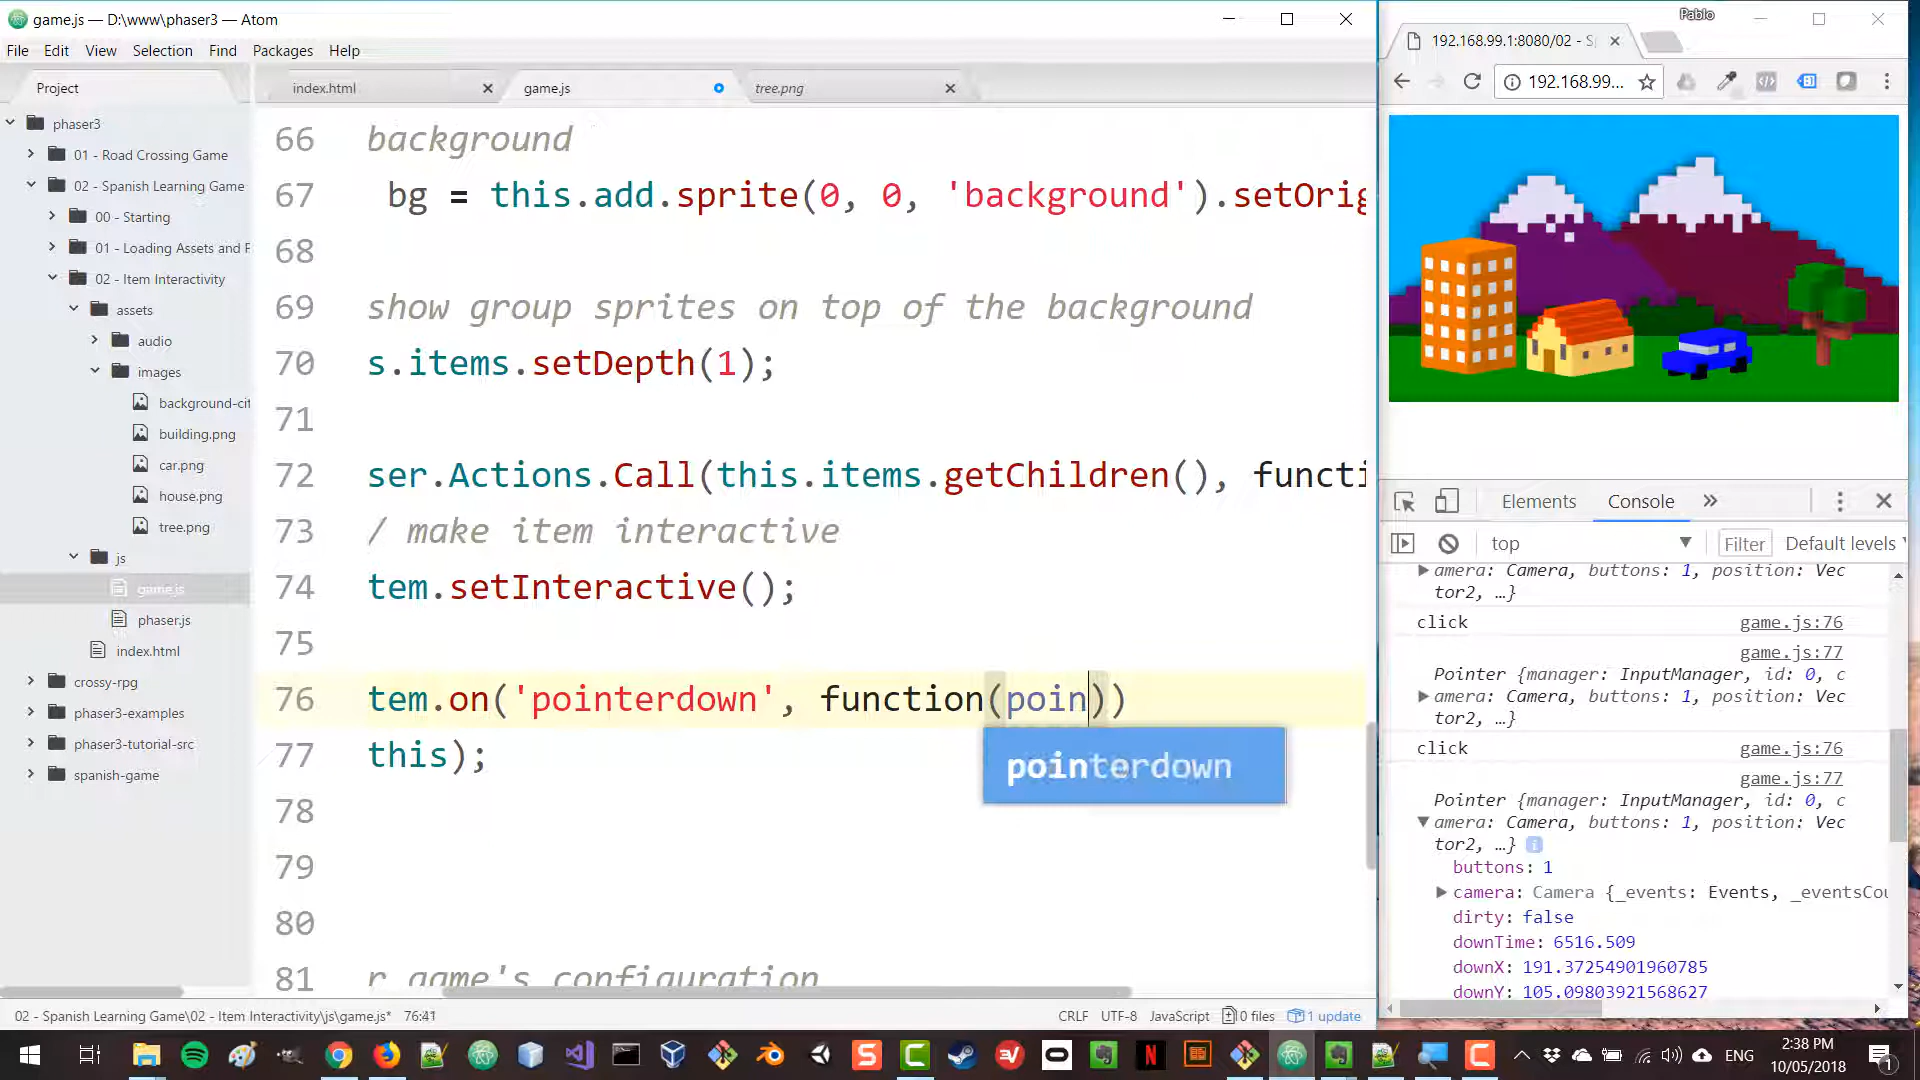 game.js — D:\www\phaser3 — Atom
File Edit View Selection Find Packages Help
Project
phaser3
01 - Road Crossing Game
02 - Spanish Learning Game
00 - Starting
01 - Loading Assets and P
02 - Item Interactivity
assets
audio
images
background-cit
building.png
car.png
house.png
tree.png
js
game.js
phaser.js
index.html
crossy-rpg
phaser3-examples
phaser3-tutorial-src
spanish-game
index.html
game.js
tree.png
66 background
67 bg = this.add.sprite(0, 0, 'background').setOrig
68
69 show group sprites on top of the background
70 s.items.setDepth(1);
71
72 ser.Actions.Call(this.items.getChildren(), functi
73 / make item interactive
74 tem.setInteractive();
75
76 tem.on('pointerdown', function(poin))
pointerdown
77 this);
78
79
80
81 r game's configuration
02 - Spanish Learning Game\02 - Item Interactivity\js\game.js* 76:41
CRLF UTF-8 JavaScript 0 files 1 update
Pablo
192.168.99.1:8080/02 - S
192.168.99...
Elements Console »
top Filter Default levels
amera: Camera, buttons: 1, position: Vec
tor2, …}
click game.js:76
game.js:77
Pointer {manager: InputManager, id: 0, c
amera: Camera, buttons: 1, position: Vec
tor2, …}
click game.js:76
game.js:77
Pointer {manager: InputManager, id: 0, c
amera: Camera, buttons: 1, position: Vec
tor2, …}
buttons: 1
camera: Camera {_events: Events, _eventsCou
dirty: false
downTime: 6516.509
downX: 191.37254901960785
downY: 105.09803921568627
ENG
2:38 PM
10/05/2018
1